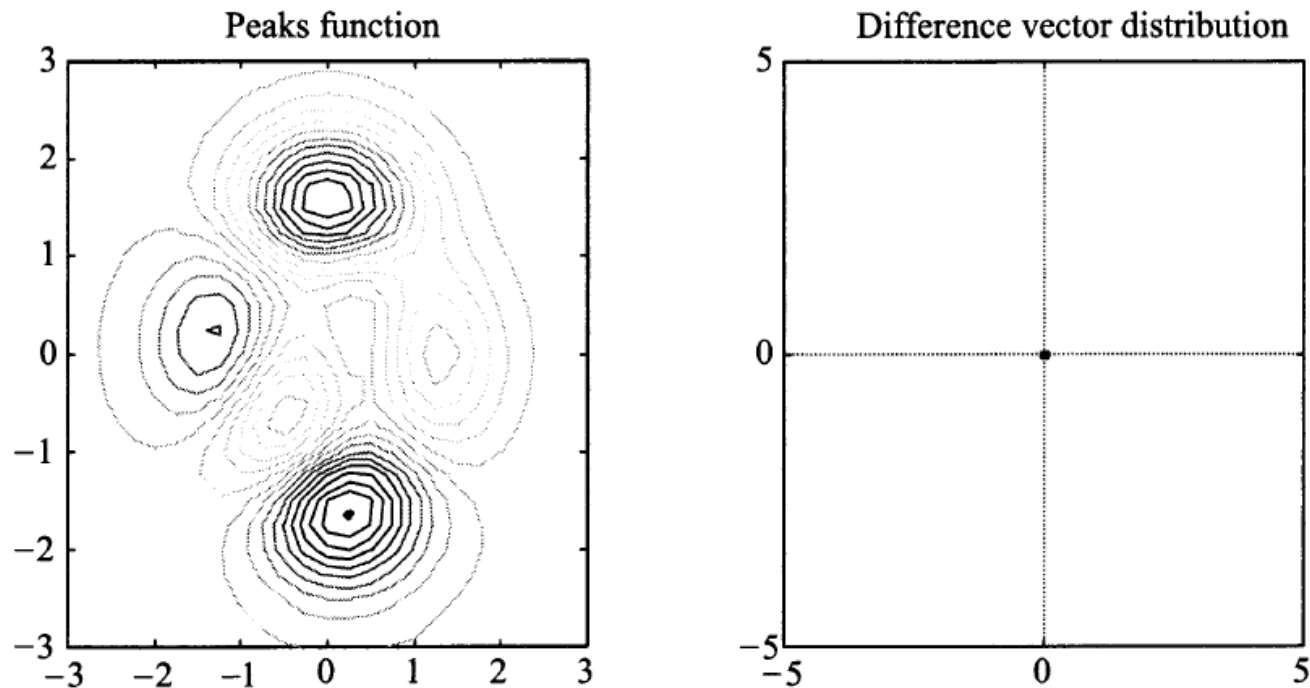 Peaks function
3
2
1
0
−1
−2
−3
−3 −2 −1 0 1 2 3
Difference vector distribution
5
0
−5
−5 0 5